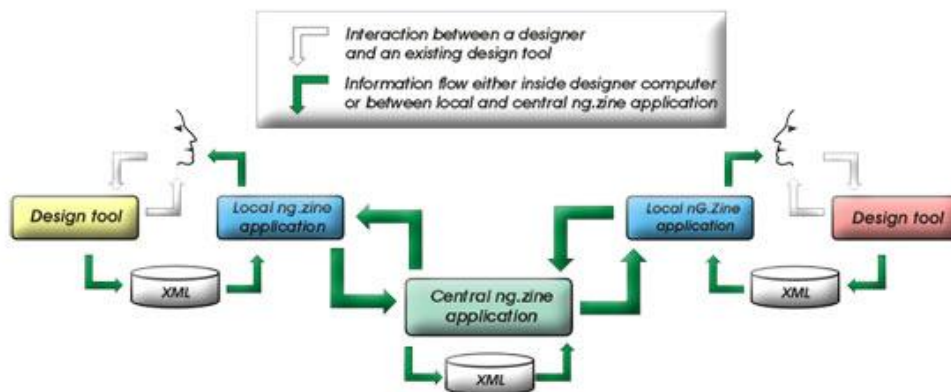 Interaction between a designer
and an existing design tool
Information flow either inside designer computer
or between local and central ng.zine application
Design tool
Local ng.zine
application
Local nG.Zine
application
Design tool
XML
Central ng.zine
application
XML
XML